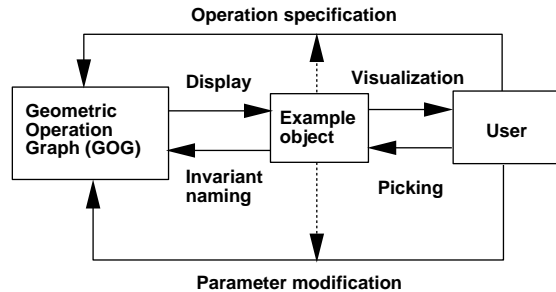 Operation specification
Display
Visualization
Geometric
Operation
Graph (GOG)
Example
object
User
Invariant
naming
Picking
Parameter modification